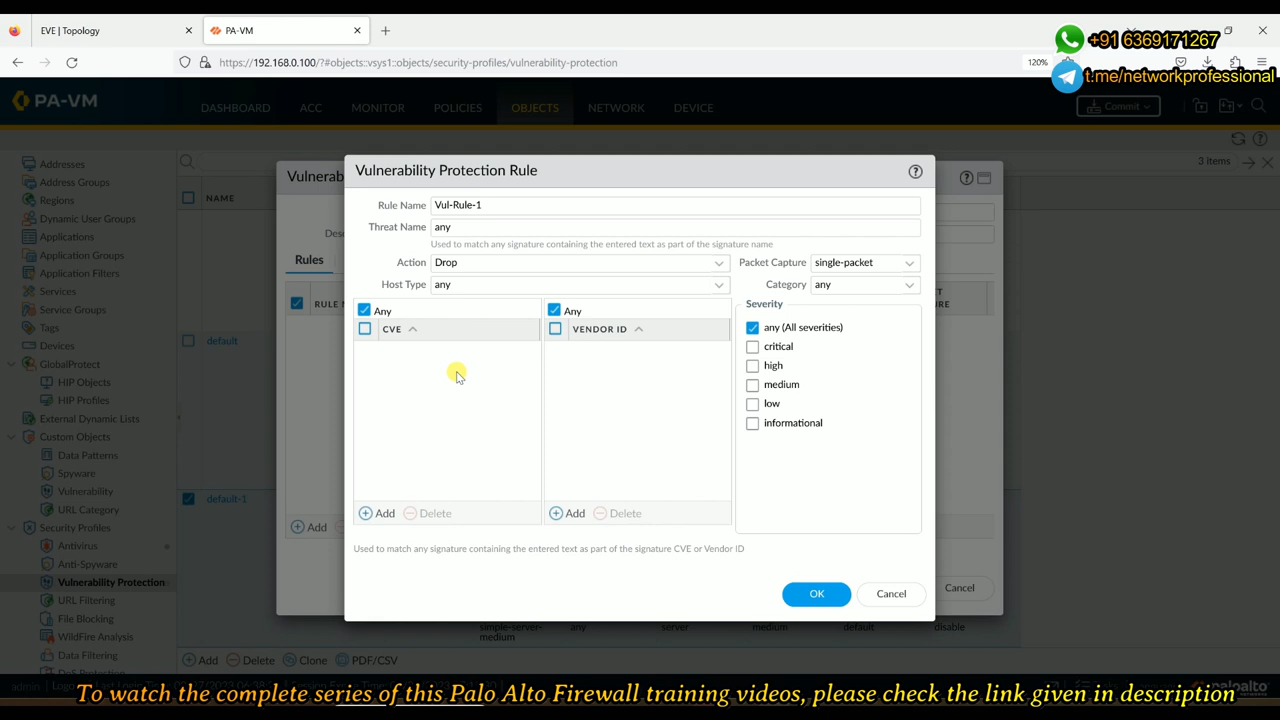 EVE | Topology
PA-VM
+91 6369171267
https://192.168.0.100/?#objects::vsys1::objects/security-profiles/vulnerability-protection
120%
t.me/networkprofessional
PA-VM
DASHBOARD
ACC
MONITOR
POLICIES
OBJECTS
NETWORK
DEVICE
Commit
3 items
Addresses
Address Groups
Regions
Dynamic User Groups
Applications
Application Groups
Application Filters
Services
Service Groups
Tags
Devices
GlobalProtect
HIP Objects
HIP Profiles
External Dynamic Lists
Custom Objects
Data Patterns
Spyware
Vulnerability
URL Category
Security Profiles
Antivirus
Anti-Spyware
Vulnerability Protection
URL Filtering
File Blocking
WildFire Analysis
Data Filtering
NAME
default
default-1
Rules
Add
Cancel
Vulnerability Protection Rule
Rule Name Vul-Rule-1
Threat Name any
Used to match any signature containing the entered text as part of the signature name
Action Drop
Packet Capture single-packet
Host Type any
Category any
Any
CVE
Any
VENDOR ID
Severity
any (All severities)
critical
high
medium
low
informational
Add Delete
Add Delete
Used to match any signature containing the entered text as part of the signature CVE or Vendor ID
OK
Cancel
simple-server-medium
any
server
medium
default
disable
Add Delete Clone PDF/CSV
admin
To watch the complete series of this Palo Alto Firewall training videos, please check the link given in description